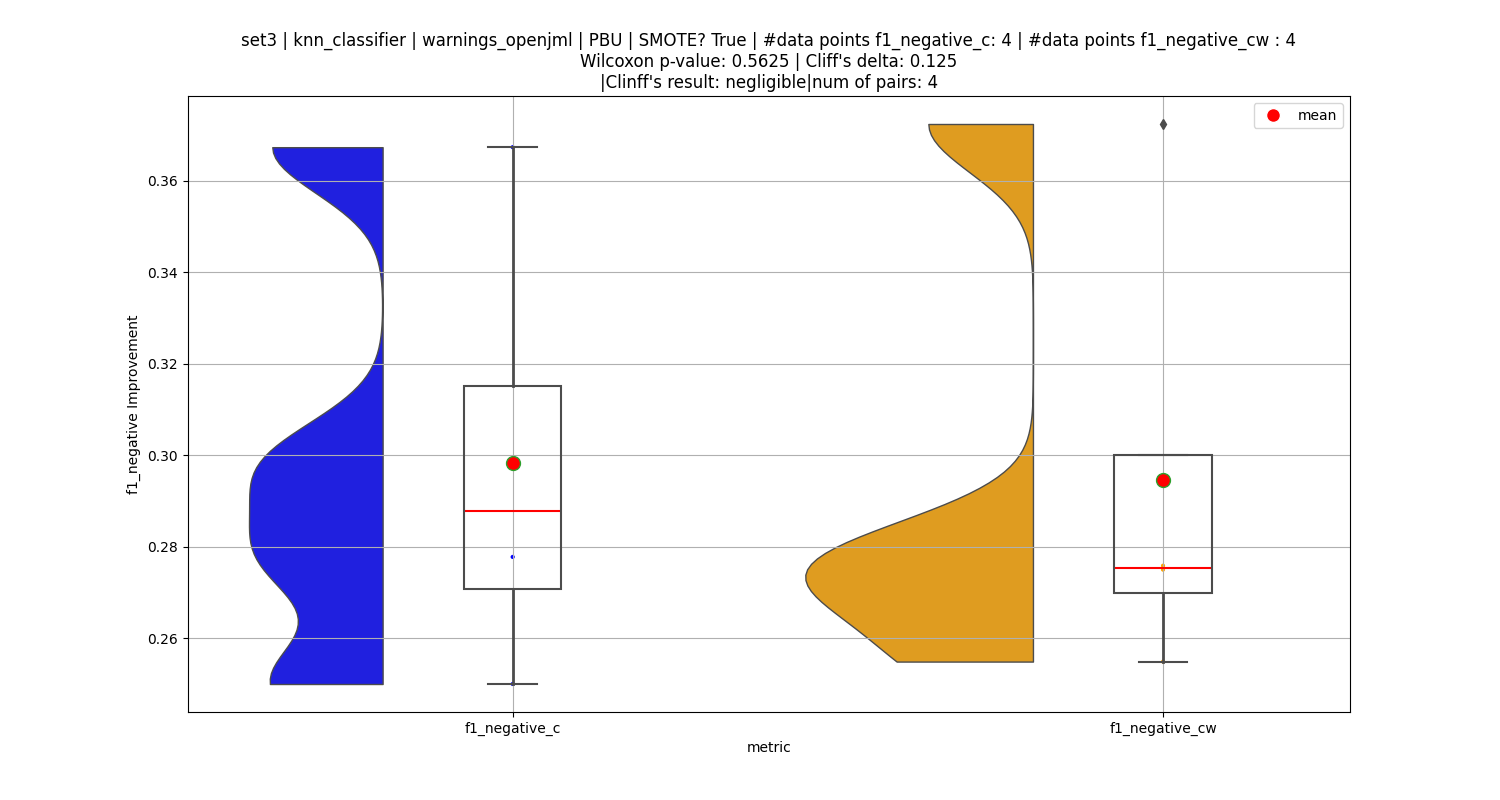 set3 | knn_classifier | warnings_openjml | PBU | SMOTE? True | #data points f1_negative_c: 4 | #data points f1_negative_cw : 4
Wilcoxon p-value: 0.5625 | Cliff's delta: 0.125
|Clinff's result: negligible|num of pairs: 4
mean
0.36
0.34
0.32
0.30
0.28
0.26
f1_negative Improvement
f1_negative_c
f1_negative_cw
metric